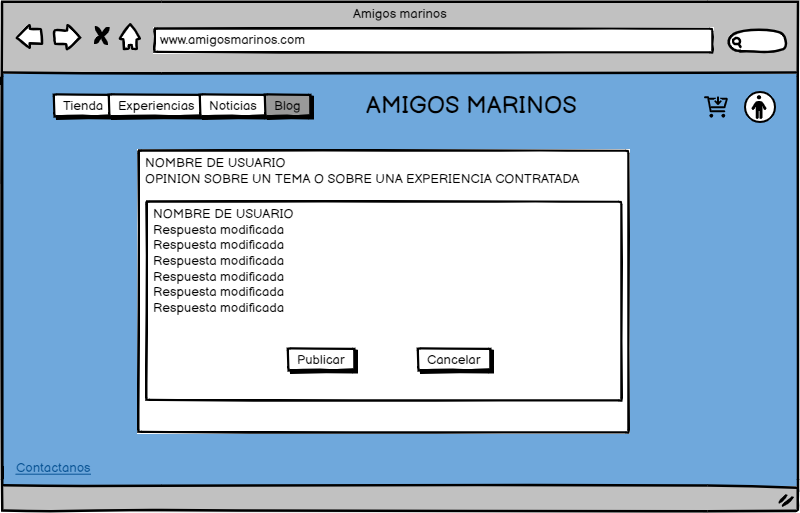 Amigos marinos
www.amigosmarinos.com
Tienda Experiencias Noticias Blog
AMIGOS MARINOS
NOMBRE DE USUARIO
OPINION SOBRE UN TEMA O SOBRE UNA EXPERIENCIA CONTRATADA
NOMBRE DE USUARIO
Respuesta modificada
Respuesta modificada
Respuesta modificada
Respuesta modificada
Respuesta modificada
Respuesta modificada
Publicar Cancelar
Contactanos